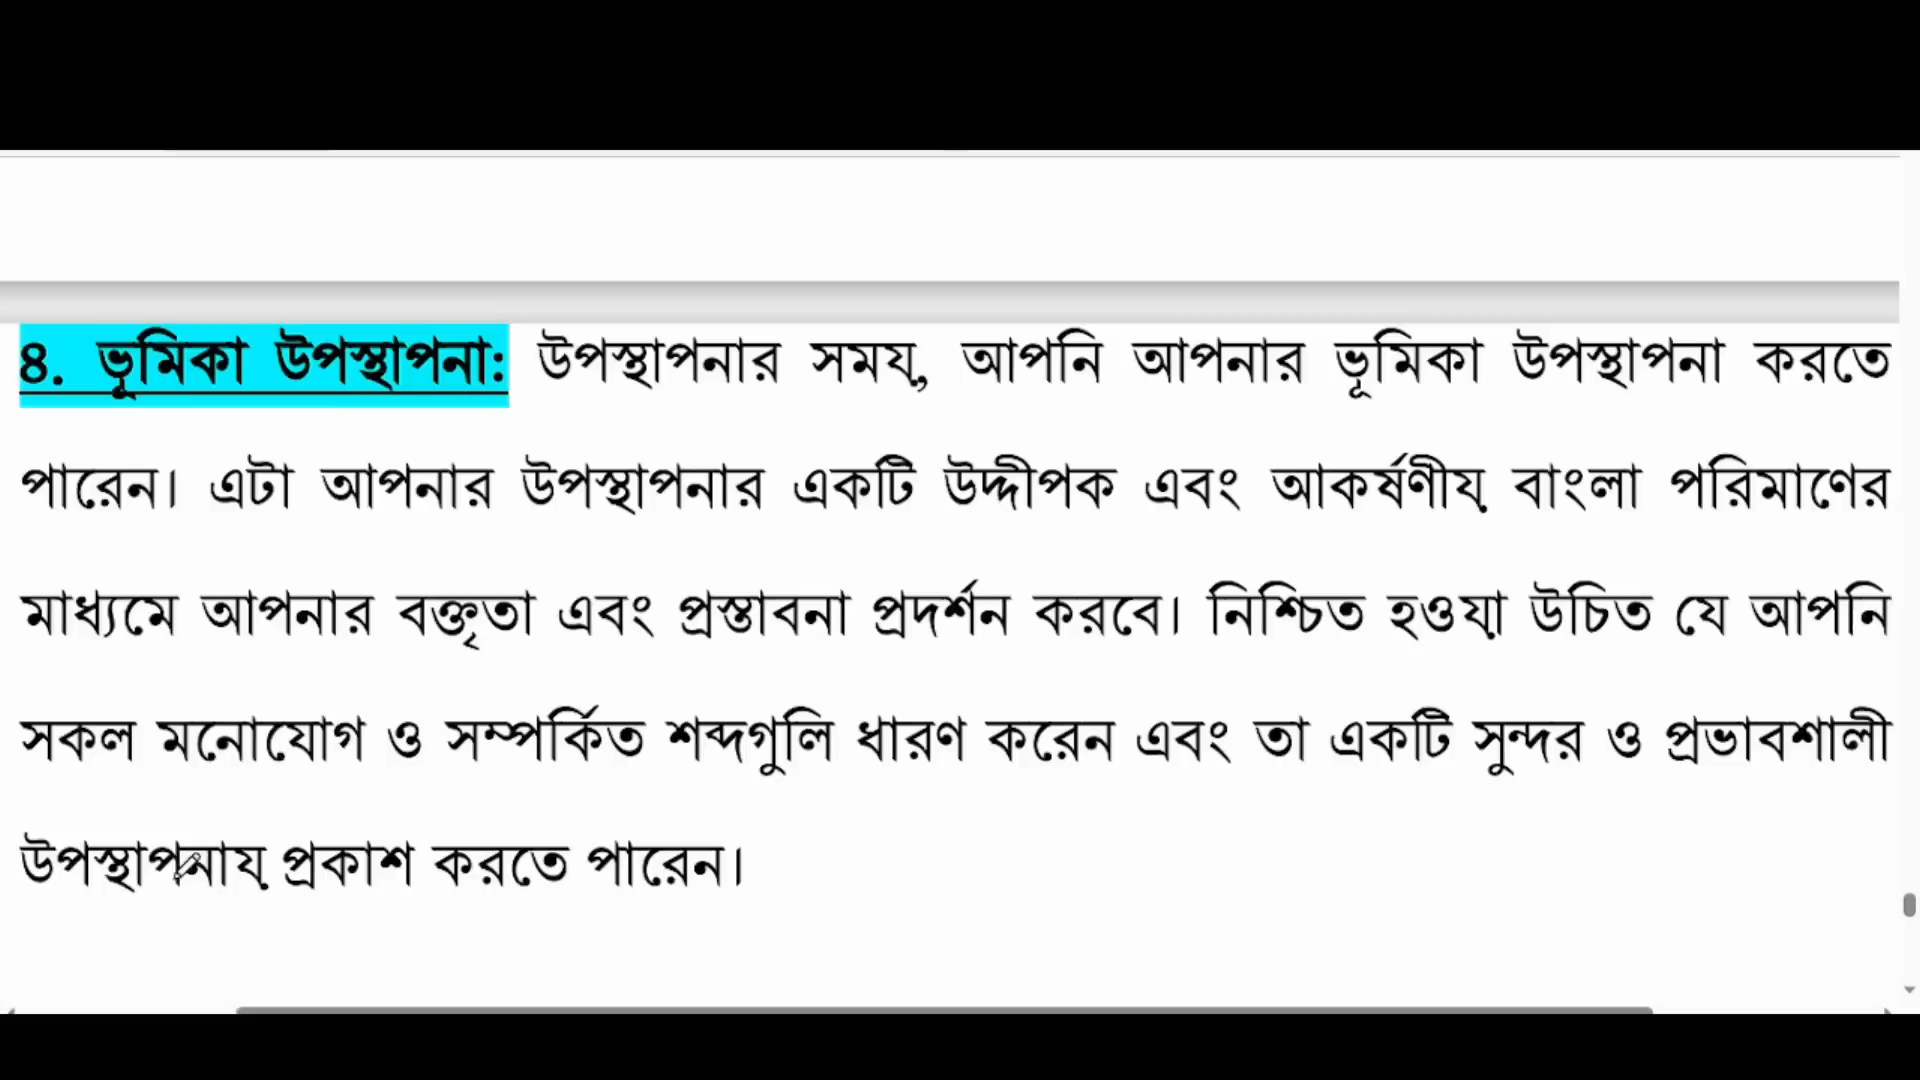 ৪. ভূমিকা উপস্থাপনা: উপস্থাপনার সময়, আপনি আপনার ভূমিকা উপস্থাপনা করতে
পারেন। এটা আপনার উপস্থাপনার একটি উদ্দীপক এবং আকর্ষণীয় বাংলা পরিমাণের
মাধ্যমে আপনার বক্তৃতা এবং প্রস্তাবনা প্রদর্শন করবে। নিশ্চিত হওয়া উচিত যে আপনি
সকল মনোযোগ ও সম্পর্কিত শব্দগুলি ধারণ করেন এবং তা একটি সুন্দর ও প্রভাবশালী
উপস্থাপনায় প্রকাশ করতে পারেন।